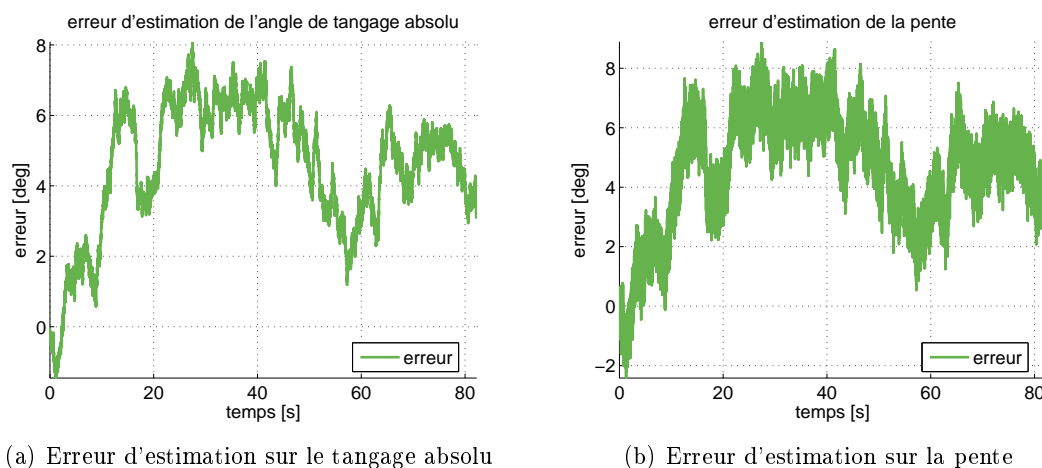 erreur d'estimation de l'angle de tangage absolu
8
6
4
2
0
erreur [deg]
erreur
0 20 40 60 80
temps [s]
(a) Erreur d'estimation sur le tangage absolu
erreur d'estimation de la pente
8
6
4
2
0
−2
erreur [deg]
erreur
0 20 40 60 80
temps [s]
(b) Erreur d'estimation sur la pente